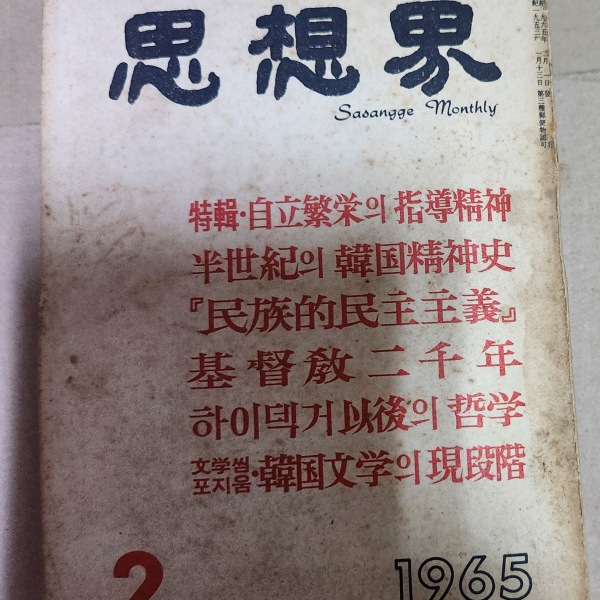 思想界
Sasangge Monthly
特輯·自立繁栄의 指導精神
半世紀의 韓国精神史
『民族的民主主義』
基督敎二千年
하이덱거以後의 哲学
文学씸포지움·韓国文学의 現段階
2
1965